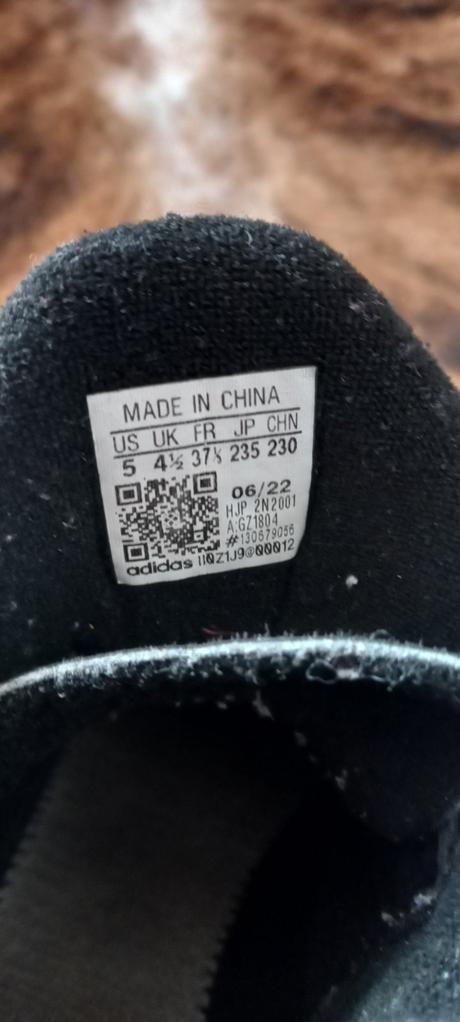 MADE IN CHINA
US UK FR JP CHN
5 4½ 37⅓ 235 230
06/22
HJP 2N2001
A:GZ1804
#130579056
adidas